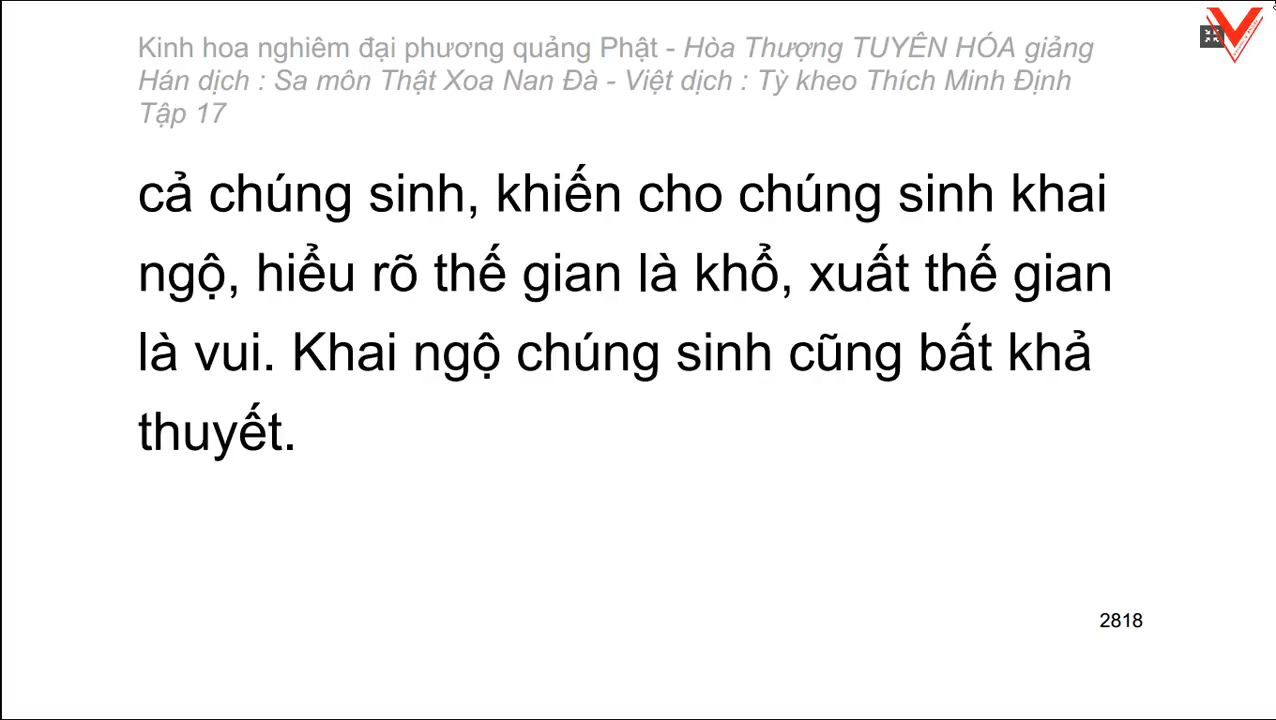 Kinh hoa nghiêm đại phương quảng Phật - Hòa Thượng TUYÊN HÓA giảng
Hán dịch : Sa môn Thật Xoa Nan Đà - Việt dịch : Tỳ kheo Thích Minh Định
Tập 17
cả chúng sinh, khiến cho chúng sinh khai
ngộ, hiểu rõ thế gian là khổ, xuất thế gian
là vui. Khai ngộ chúng sinh cũng bất khả
thuyết.
2818